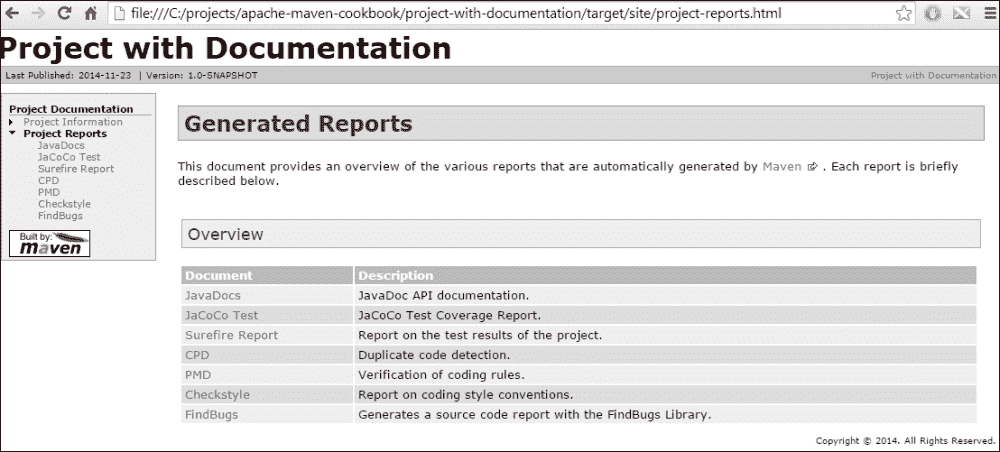 file:///C:/projects/apache-maven-cookbook/project-with-documentation/target/site/project-reports.html
Project with Documentation
Last Published: 2014-11-23 | Version: 1.0-SNAPSHOT
Project with Documentation
Project Documentation
Project Information
Project Reports
JavaDocs
JaCoCo Test
Surefire Report
CPD
PMD
Checkstyle
FindBugs
Built by:
maven
Generated Reports
This document provides an overview of the various reports that are automatically generated by Maven . Each report is briefly
described below.
Overview
Document Description
JavaDocs JavaDoc API documentation.
JaCoCo Test JaCoCo Test Coverage Report.
Surefire Report Report on the test results of the project.
CPD Duplicate code detection.
PMD Verification of coding rules.
Checkstyle Report on coding style conventions.
FindBugs Generates a source code report with the FindBugs Library.
Copyright © 2014. All Rights Reserved.